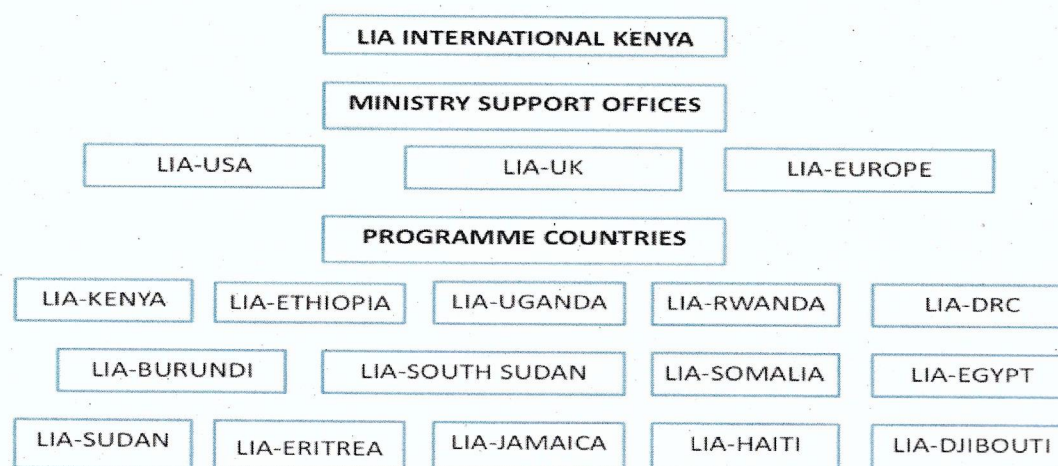 LIA INTERNATIONAL KENYA
MINISTRY SUPPORT OFFICES
LIA-USA LIA-UK LIA-EUROPE
PROGRAMME COUNTRIES
LIA-KENYA LIA-ETHIOPIA LIA-UGANDA LIA-RWANDA LIA-DRC
LIA-BURUNDI LIA-SOUTH SUDAN LIA-SOMALIA LIA-EGYPT
LIA-SUDAN LIA-ERITREA LIA-JAMAICA LIA-HAITI LIA-DJIBOUTI